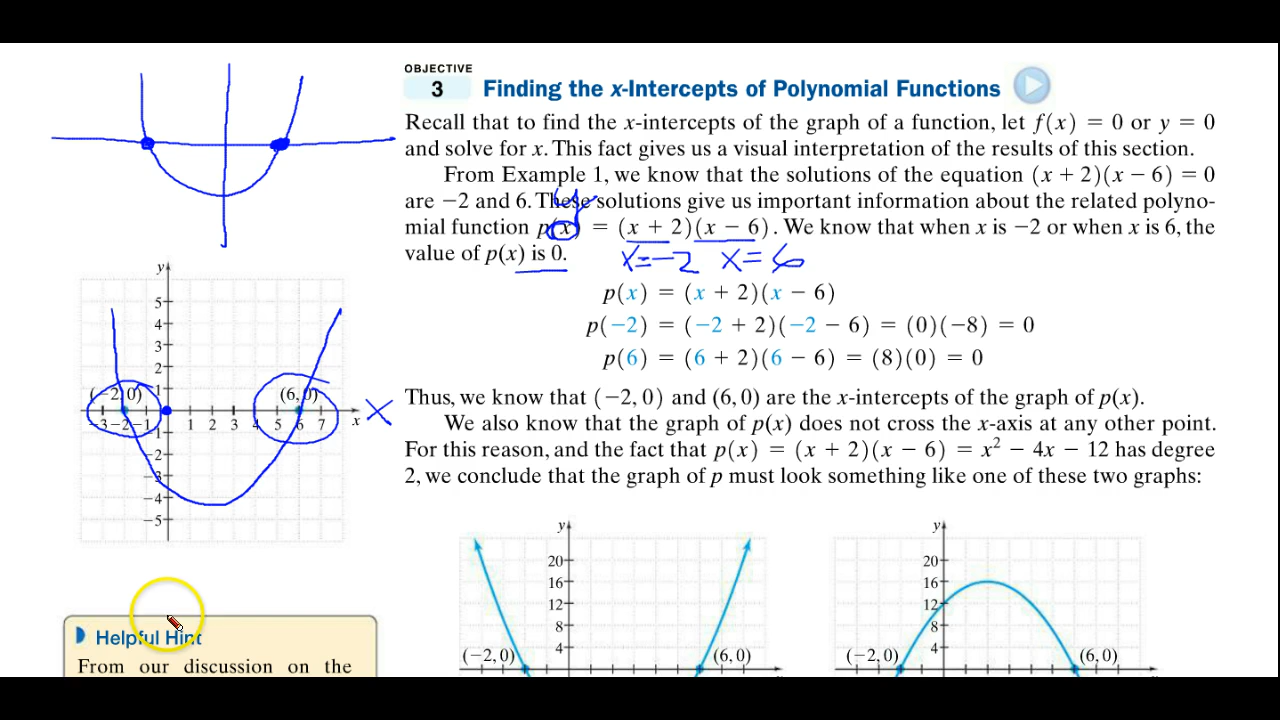 OBJECTIVE
3 Finding the x-Intercepts of Polynomial Functions
Recall that to find the x-intercepts of the graph of a function, let f(x) = 0 or y = 0
and solve for x. This fact gives us a visual interpretation of the results of this section.
From Example 1, we know that the solutions of the equation (x + 2)(x − 6) = 0
are −2 and 6. These solutions give us important information about the related polyno-
mial function p(x) = (x + 2)(x − 6). We know that when x is −2 or when x is 6, the
value of p(x) is 0.
x=-2 x=6
p(x) = (x + 2)(x − 6)
p(−2) = (−2 + 2)(−2 − 6) = (0)(−8) = 0
p(6) = (6 + 2)(6 − 6) = (8)(0) = 0
Thus, we know that (−2, 0) and (6, 0) are the x-intercepts of the graph of p(x).
We also know that the graph of p(x) does not cross the x-axis at any other point.
For this reason, and the fact that p(x) = (x + 2)(x − 6) = x² − 4x − 12 has degree
2, we conclude that the graph of p must look something like one of these two graphs:
y
5
4
3
2
1
(−2, 0) (6, 0)
−3 −2 −1 1 2 3 4 5 6 7 x
X
−1
−2
−3
−4
−5
Helpful Hint
From our discussion on the
y
20
16
12
8
4
(−2, 0) (6, 0)
y
20
16
12
8
4
(−2, 0) (6, 0)